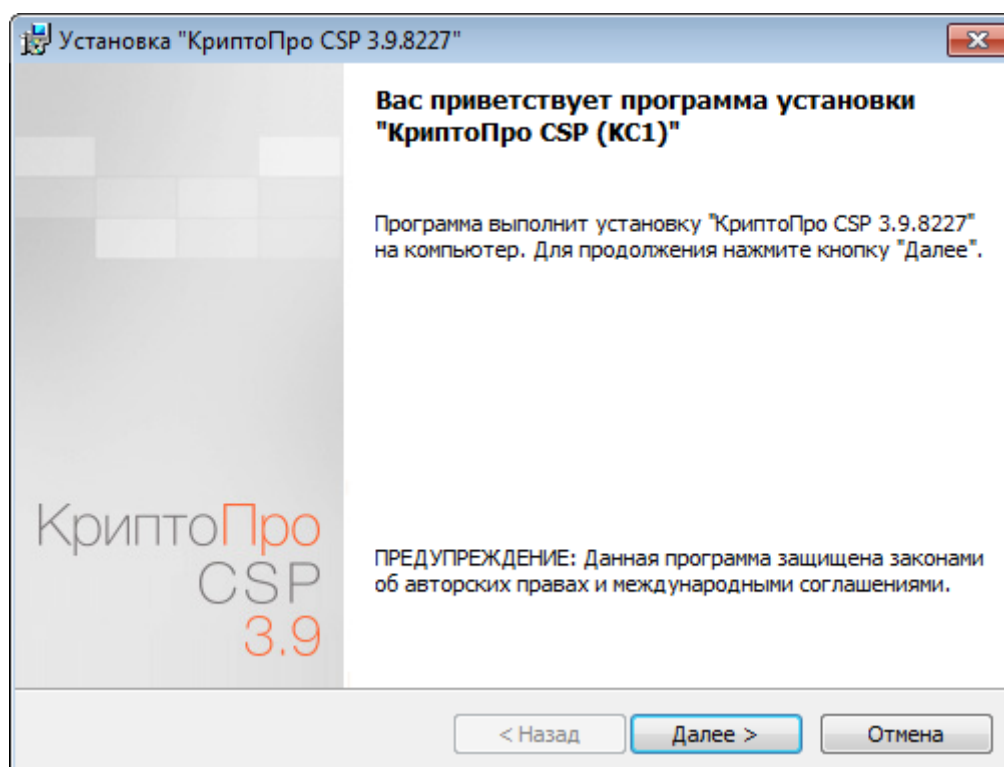 Установка "КриптоПро CSP 3.9.8227"
Вас приветствует программа установки
"КриптоПро CSP (KC1)"
Программа выполнит установку "КриптоПро CSP 3.9.8227"
на компьютер. Для продолжения нажмите кнопку "Далее".
КриптоПро
CSP
3.9
ПРЕДУПРЕЖДЕНИЕ: Данная программа защищена законами
об авторских правах и международными соглашениями.
< Назад
Далее >
Отмена